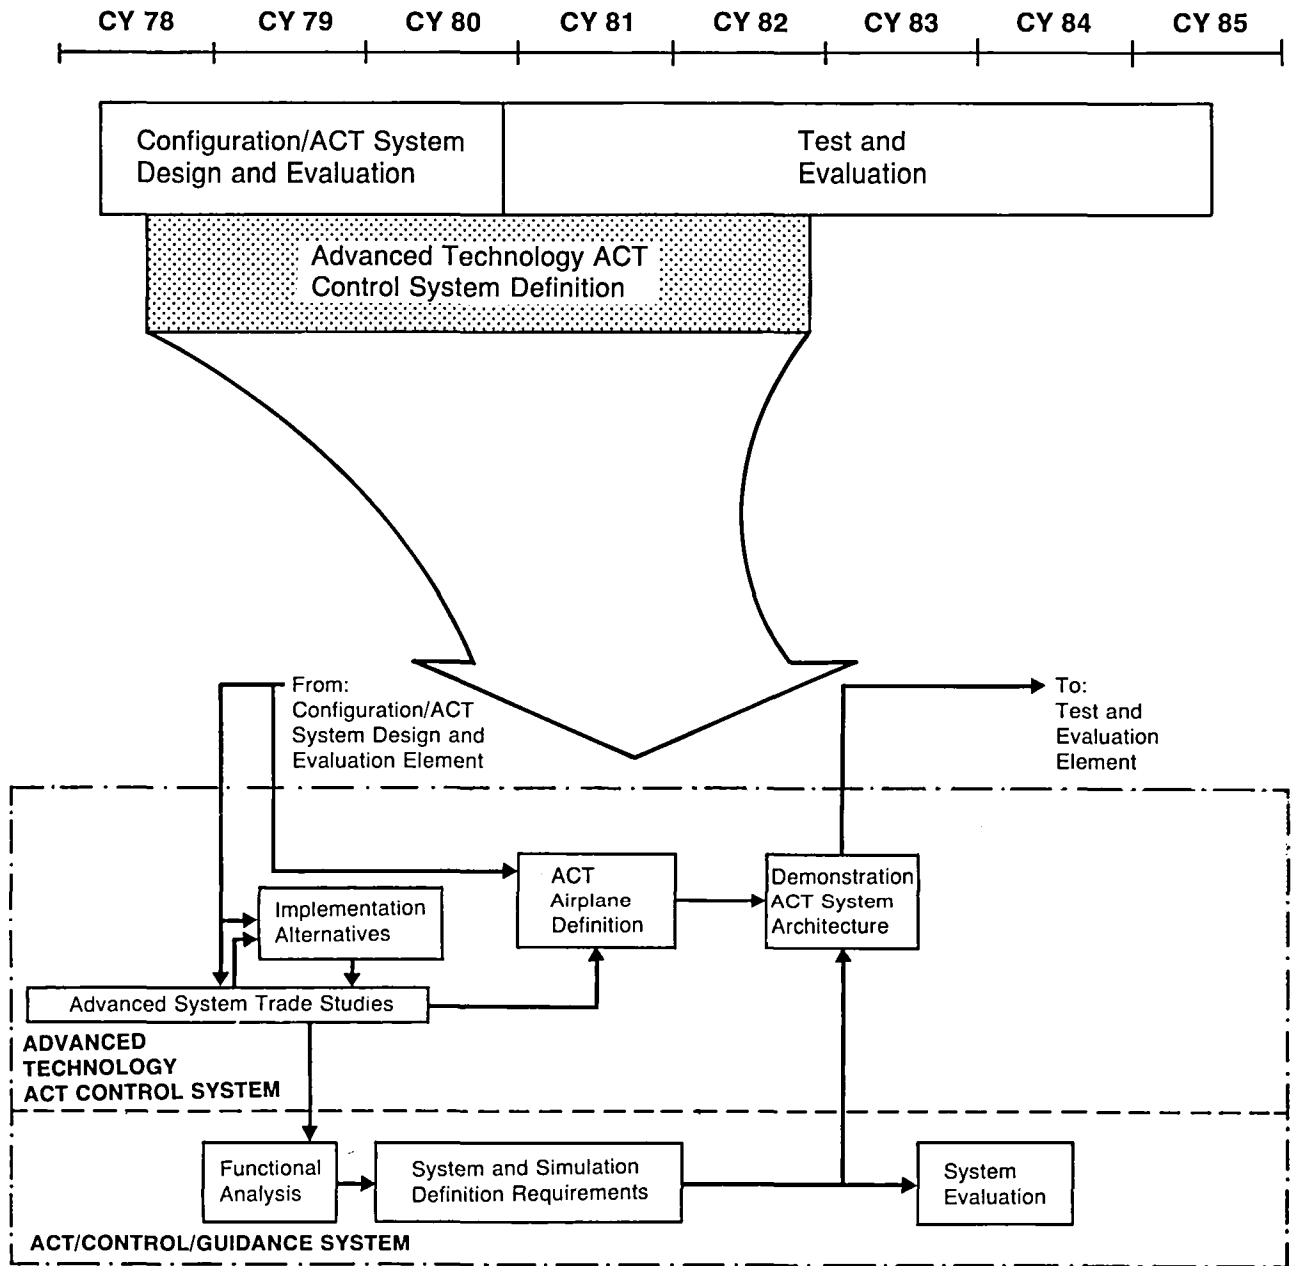 CY 78 CY 79 CY 80 CY 81 CY 82 CY 83 CY 84 CY 85
Configuration/ACT System
Design and Evaluation
Test and
Evaluation
Advanced Technology ACT
Control System Definition
From:
Configuration/ACT
System Design and
Evaluation Element
To:
Test and
Evaluation
Element
ACT
Airplane
Definition
Demonstration
ACT System
Architecture
Implementation
Alternatives
Advanced System Trade Studies
ADVANCED
TECHNOLOGY
ACT CONTROL SYSTEM
Functional
Analysis
System and Simulation
Definition Requirements
System
Evaluation
ACT/CONTROL/GUIDANCE SYSTEM